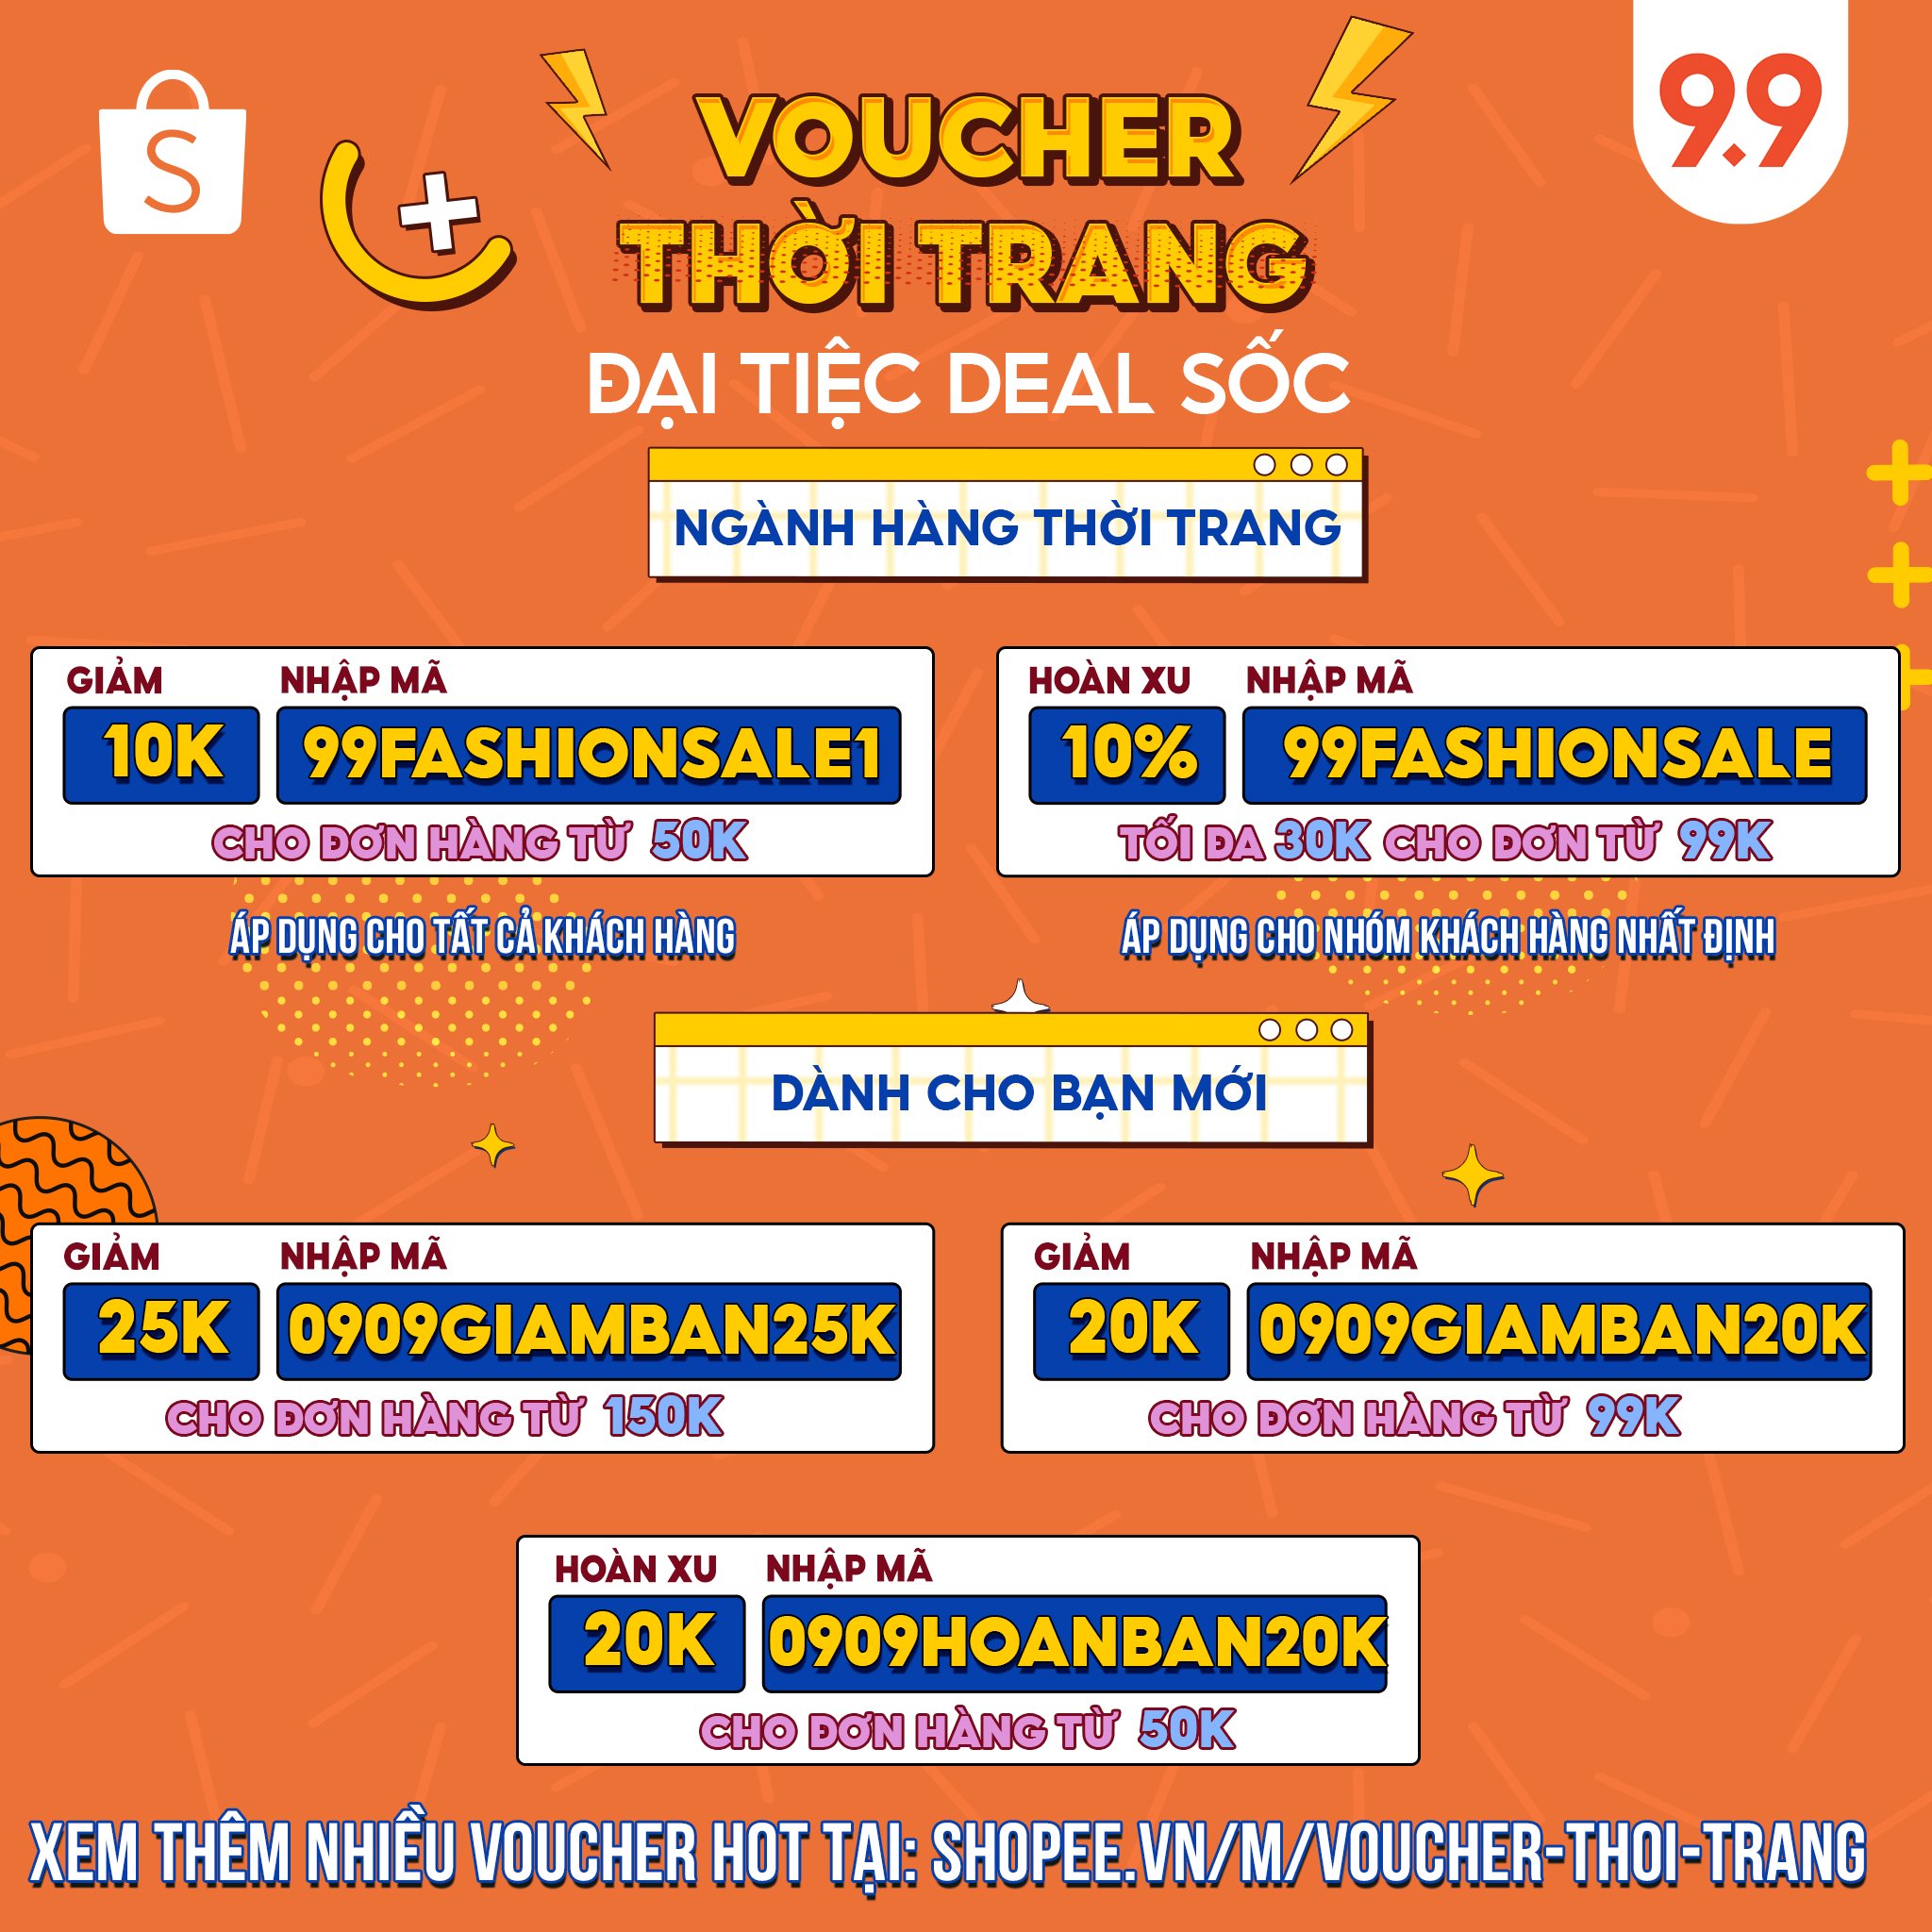 S
9.9
VOUCHER
THỜI TRANG
ĐẠI TIỆC DEAL SỐC
NGÀNH HÀNG THỜI TRANG
GIẢM NHẬP MÃ
10K 99FASHIONSALE1
CHO ĐƠN HÀNG TỪ 50K
ÁP DỤNG CHO TẤT CẢ KHÁCH HÀNG
HOÀN XU NHẬP MÃ
10% 99FASHIONSALE
TỐI ĐA 30K CHO ĐƠN TỪ 99K
ÁP DỤNG CHO NHÓM KHÁCH HÀNG NHẤT ĐỊNH
DÀNH CHO BẠN MỚI
GIẢM NHẬP MÃ
25K 0909GIAMBAN25K
CHO ĐƠN HÀNG TỪ 150K
GIẢM NHẬP MÃ
20K 0909GIAMBAN20K
CHO ĐƠN HÀNG TỪ 99K
HOÀN XU NHẬP MÃ
20K 0909HOANBAN20K
CHO ĐƠN HÀNG TỪ 50K
XEM THÊM NHIỀU VOUCHER HOT TẠI: SHOPEE.VN/M/VOUCHER-THOI-TRANG